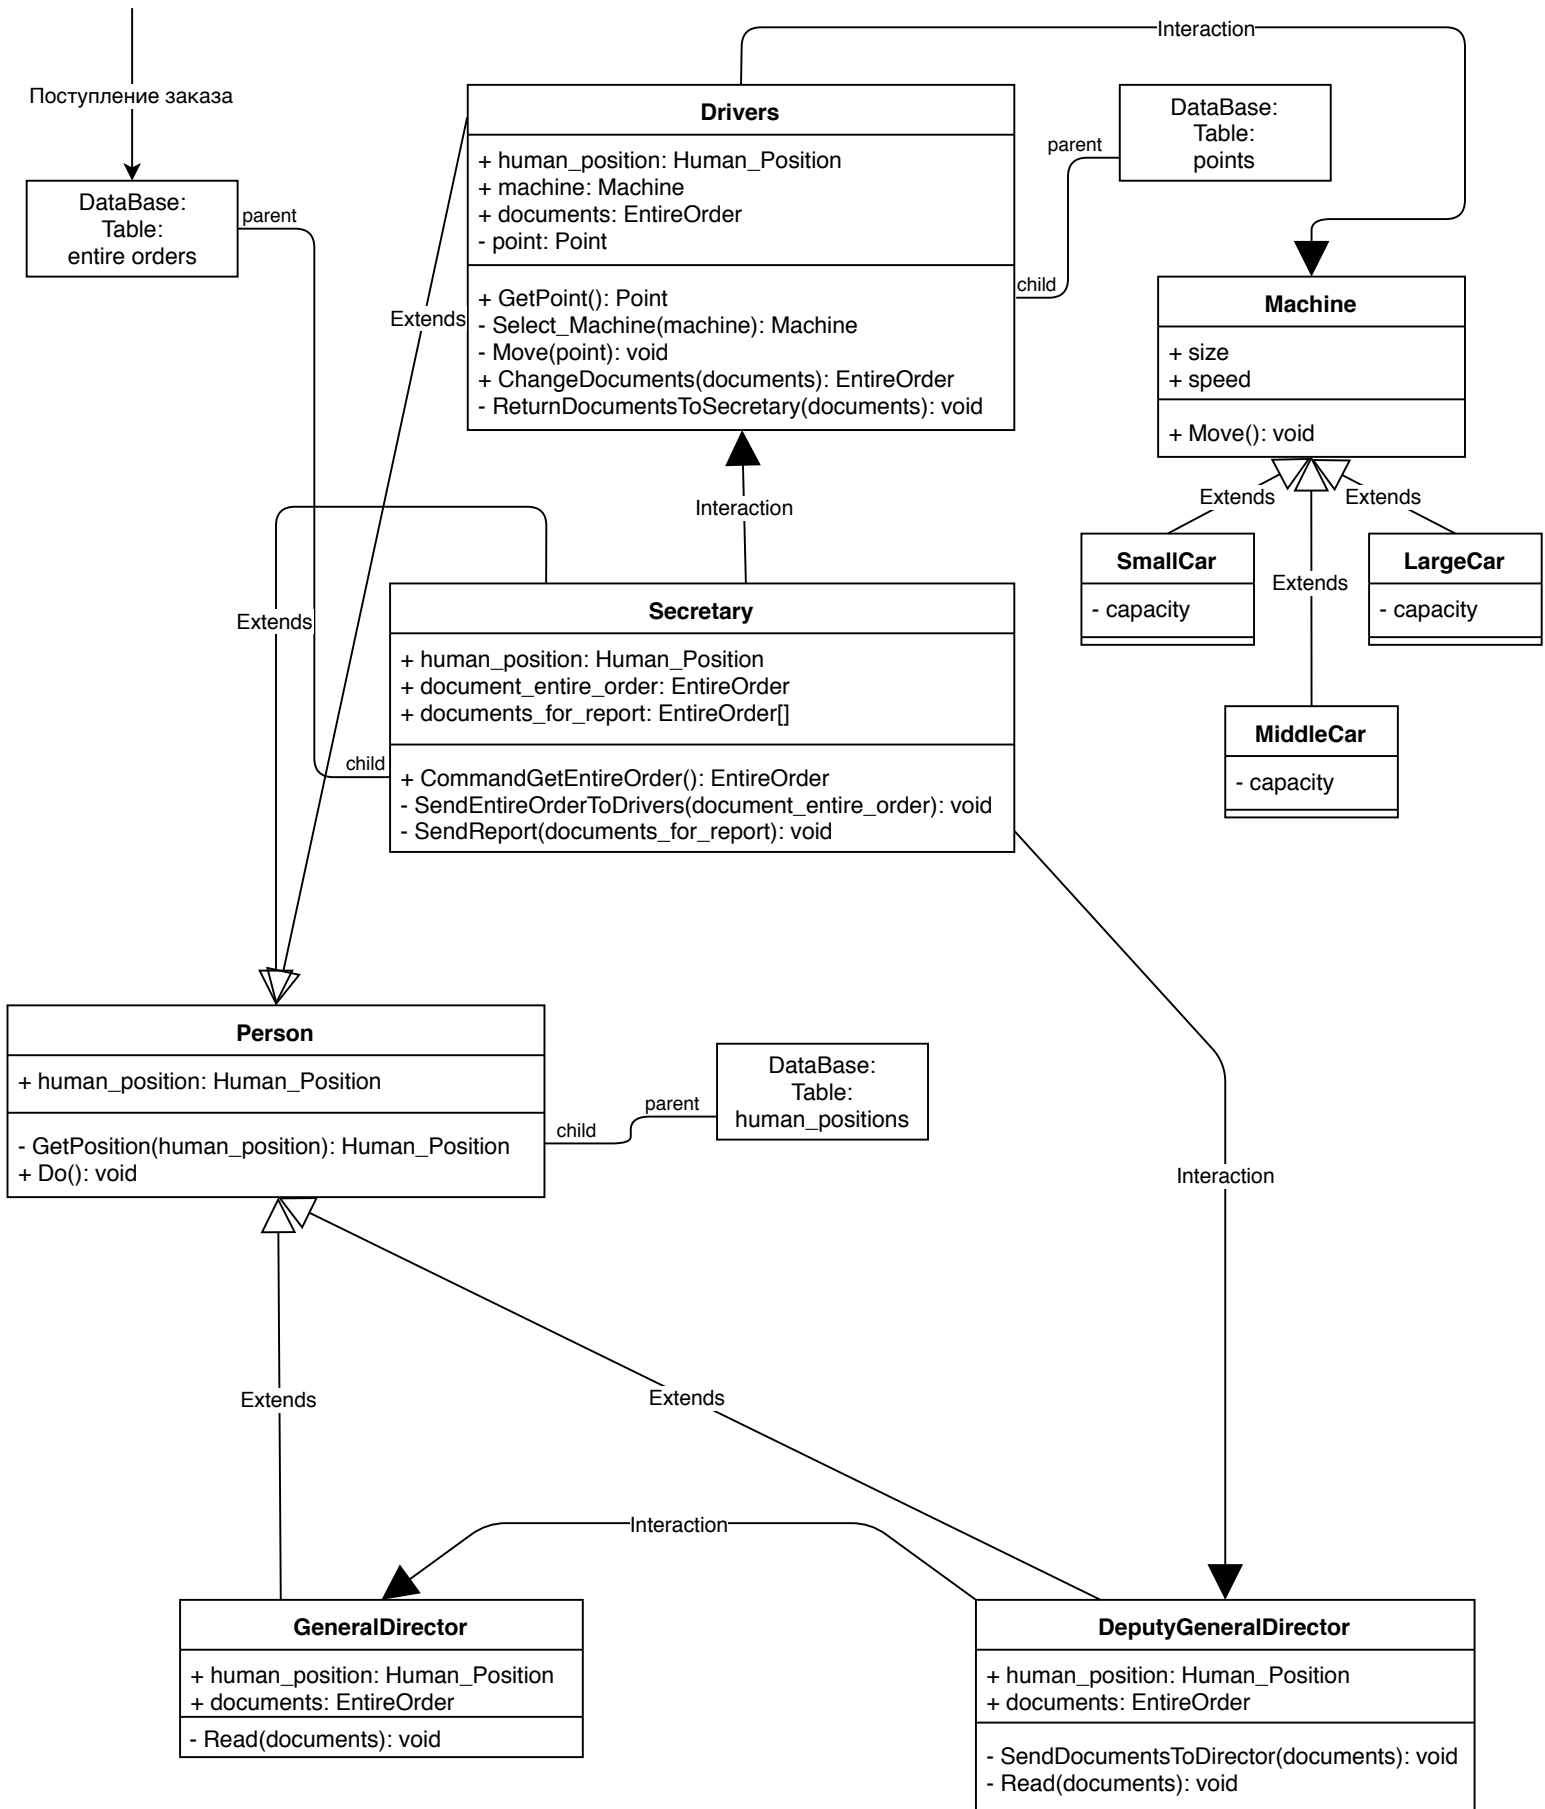 Interaction
Поступление заказа
Drivers
+ human_position: Human_Position
+ machine: Machine
+ documents: EntireOrder
- point: Point
+ GetPoint(): Point
- Select_Machine(machine): Machine
- Move(point): void
+ ChangeDocuments(documents): EntireOrder
- ReturnDocumentsToSecretary(documents): void
DataBase:
Table:
points
parent
child
DataBase:
Table:
entire orders
parent
Extends
Machine
+ size
+ speed
+ Move(): void
Extends
Extends
Extends
SmallCar
- capacity
LargeCar
- capacity
MiddleCar
- capacity
Interaction
Extends
Secretary
+ human_position: Human_Position
+ document_entire_order: EntireOrder
+ documents_for_report: EntireOrder[]
+ CommandGetEntireOrder(): EntireOrder
- SendEntireOrderToDrivers(document_entire_order): void
- SendReport(documents_for_report): void
child
Person
+ human_position: Human_Position
- GetPosition(human_position): Human_Position
+ Do(): void
DataBase:
Table:
human_positions
parent
child
Interaction
Extends
Extends
Interaction
GeneralDirector
+ human_position: Human_Position
+ documents: EntireOrder
- Read(documents): void
DeputyGeneralDirector
+ human_position: Human_Position
+ documents: EntireOrder
- SendDocumentsToDirector(documents): void
- Read(documents): void